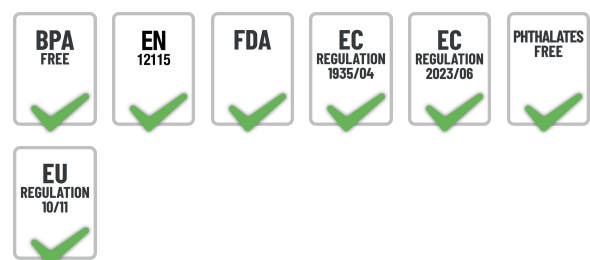 BPA
FREE
EN
12115
FDA
EC
REGULATION
1935/04
EC
REGULATION
2023/06
PHTHALATES
FREE
EU
REGULATION
10/11